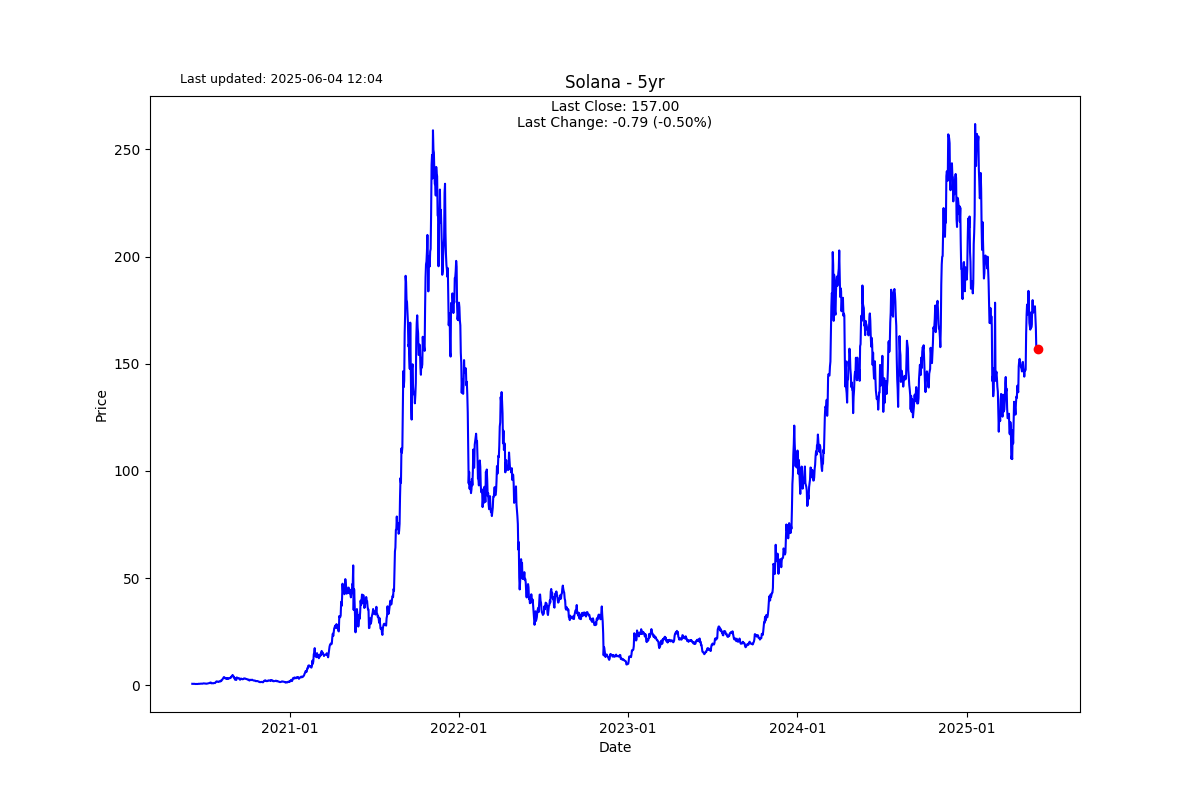 Last updated: 2025-06-04 12:04
Solana - 5yr
Last Close: 157.00
Last Change: -0.79 (-0.50%)
250
200
150
100
50
0
Price
2021-01
2022-01
2023-01
2024-01
2025-01
Date